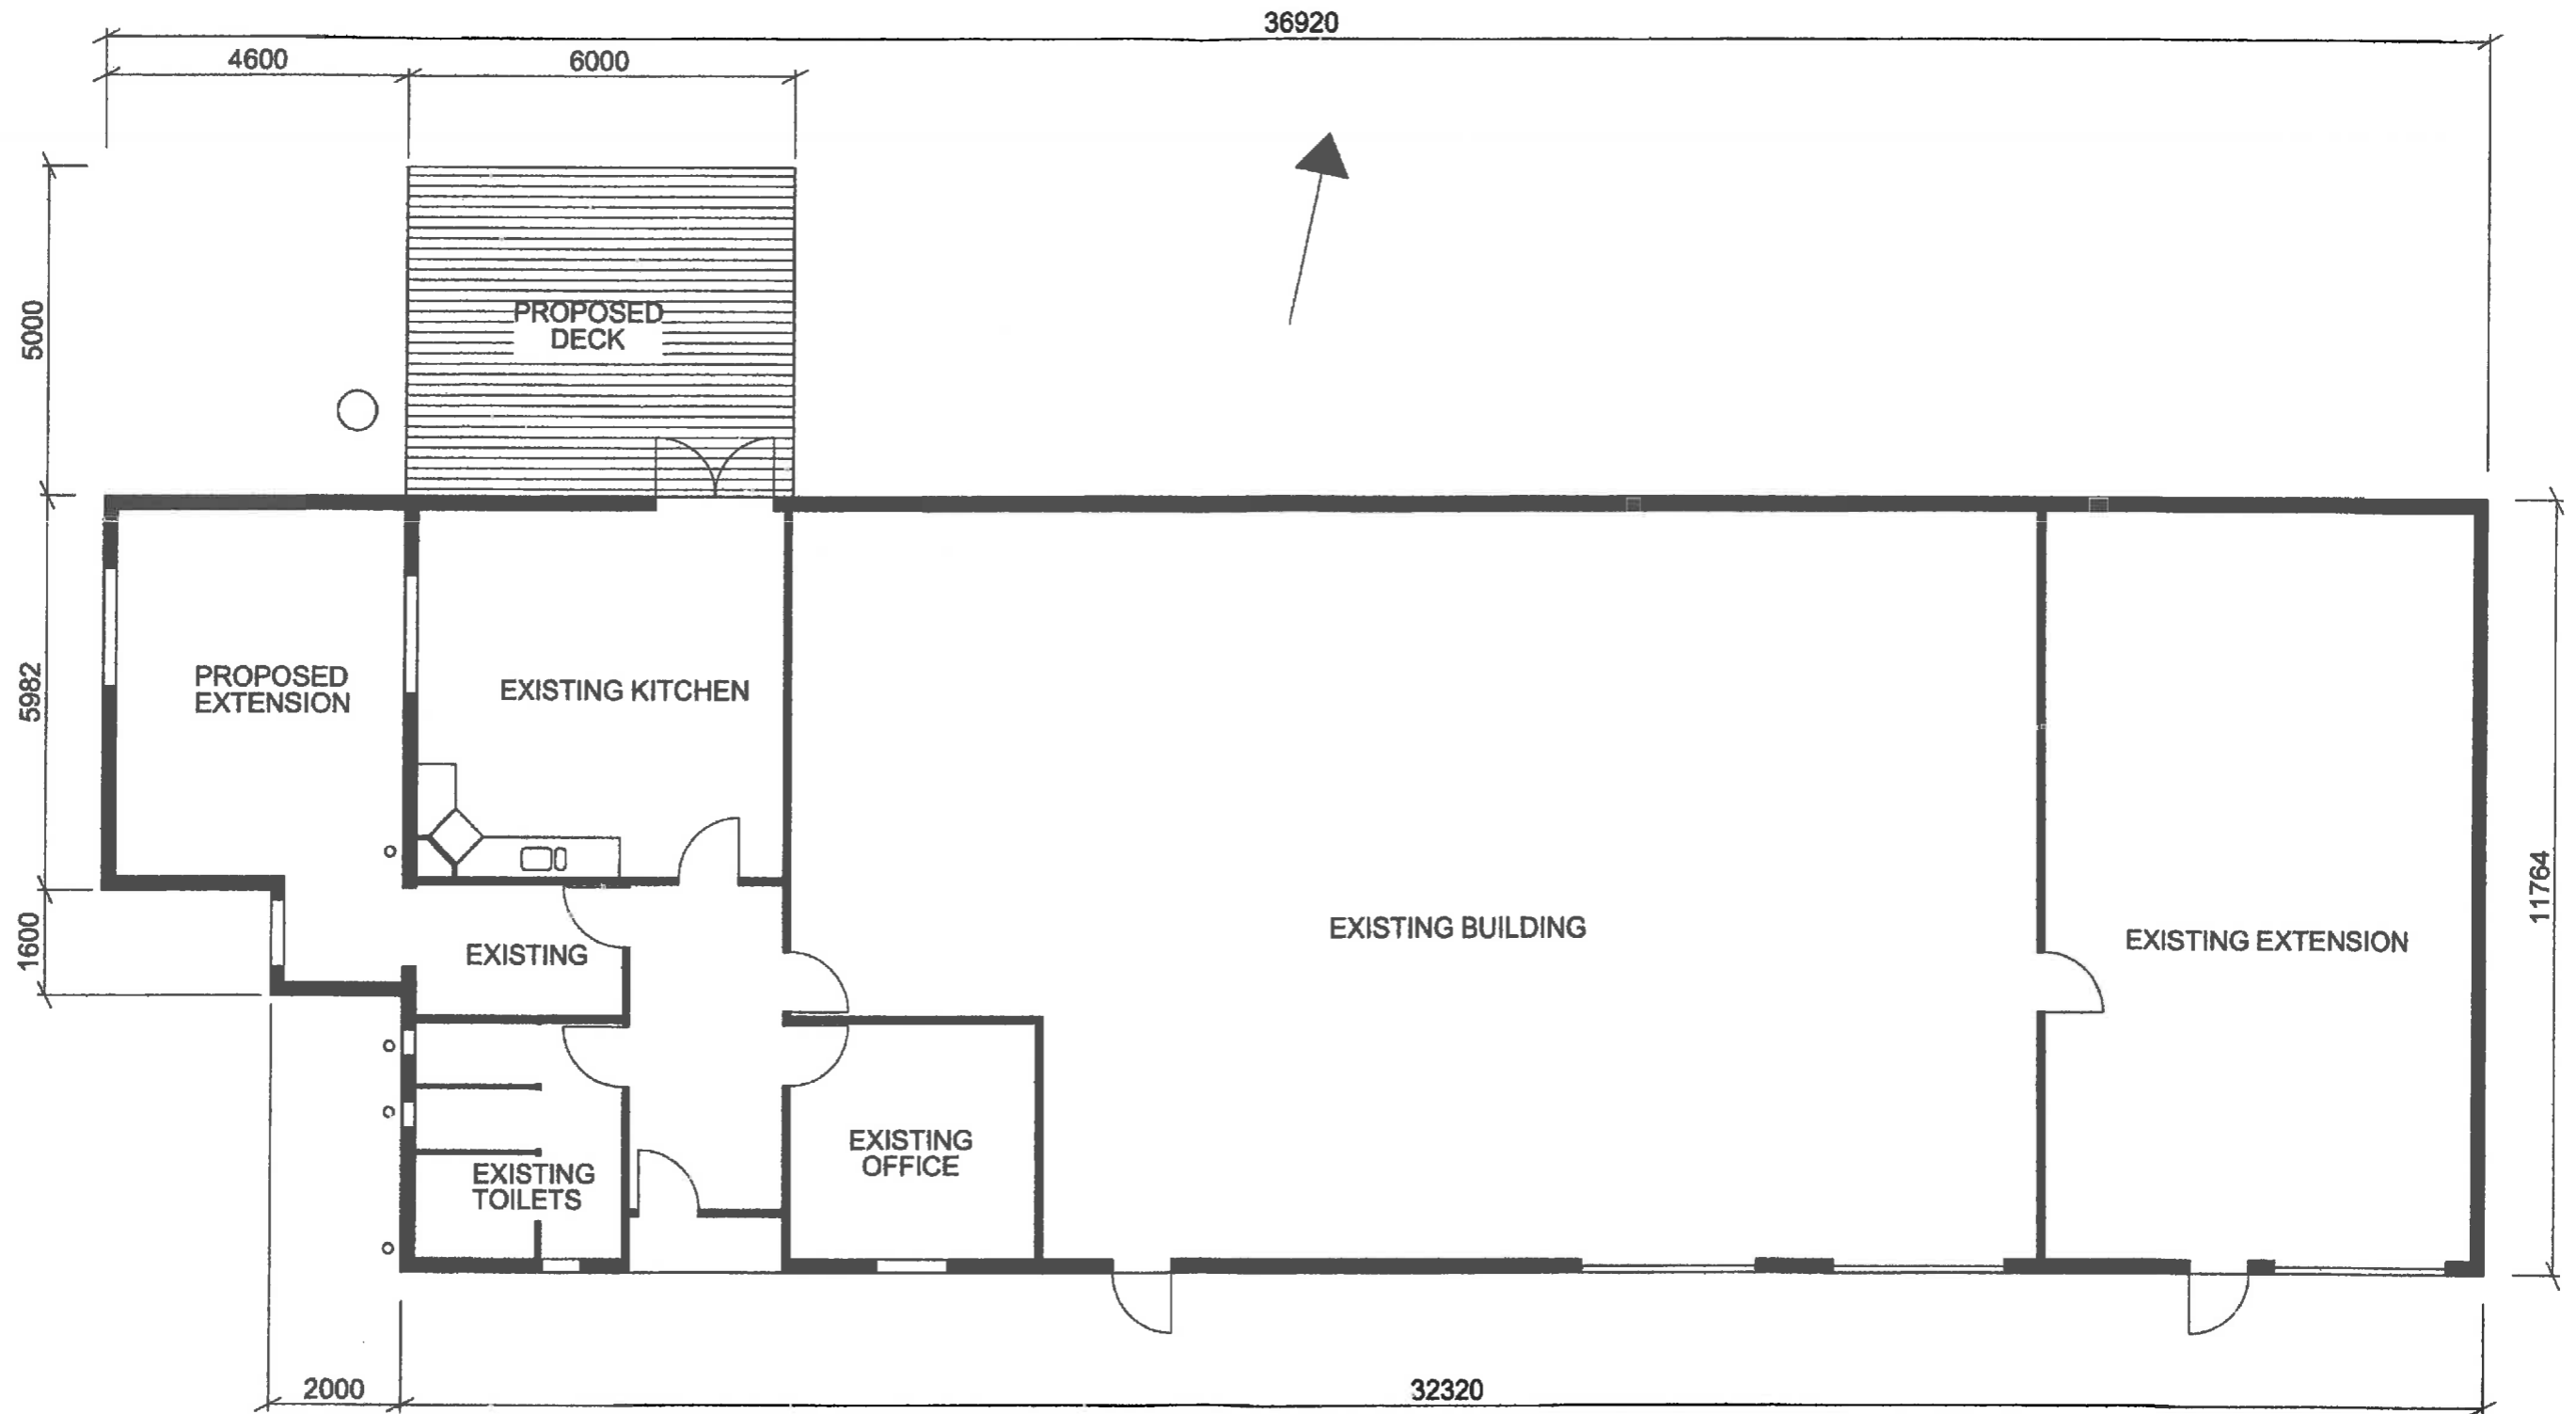 36920
4600
6000
5000
PROPOSED
DECK
5982
PROPOSED
EXTENSION
EXISTING KITCHEN
1600
EXISTING
EXISTING BUILDING
EXISTING EXTENSION
11764
EXISTING
OFFICE
EXISTING
TOILETS
2000
32320